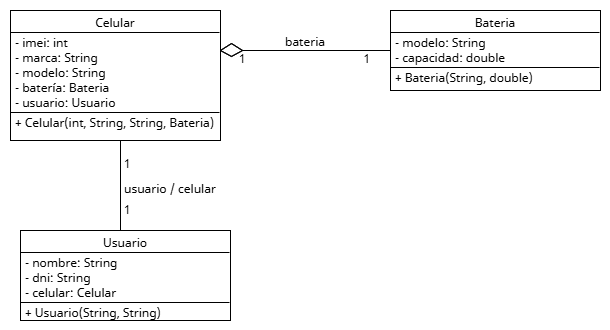 Celular
- imei: int
- marca: String
- modelo: String
- batería: Bateria
- usuario: Usuario
+ Celular(int, String, String, Bateria)
bateria
1
1
Bateria
- modelo: String
- capacidad: double
+ Bateria(String, double)
1
usuario / celular
1
Usuario
- nombre: String
- dni: String
- celular: Celular
+ Usuario(String, String)